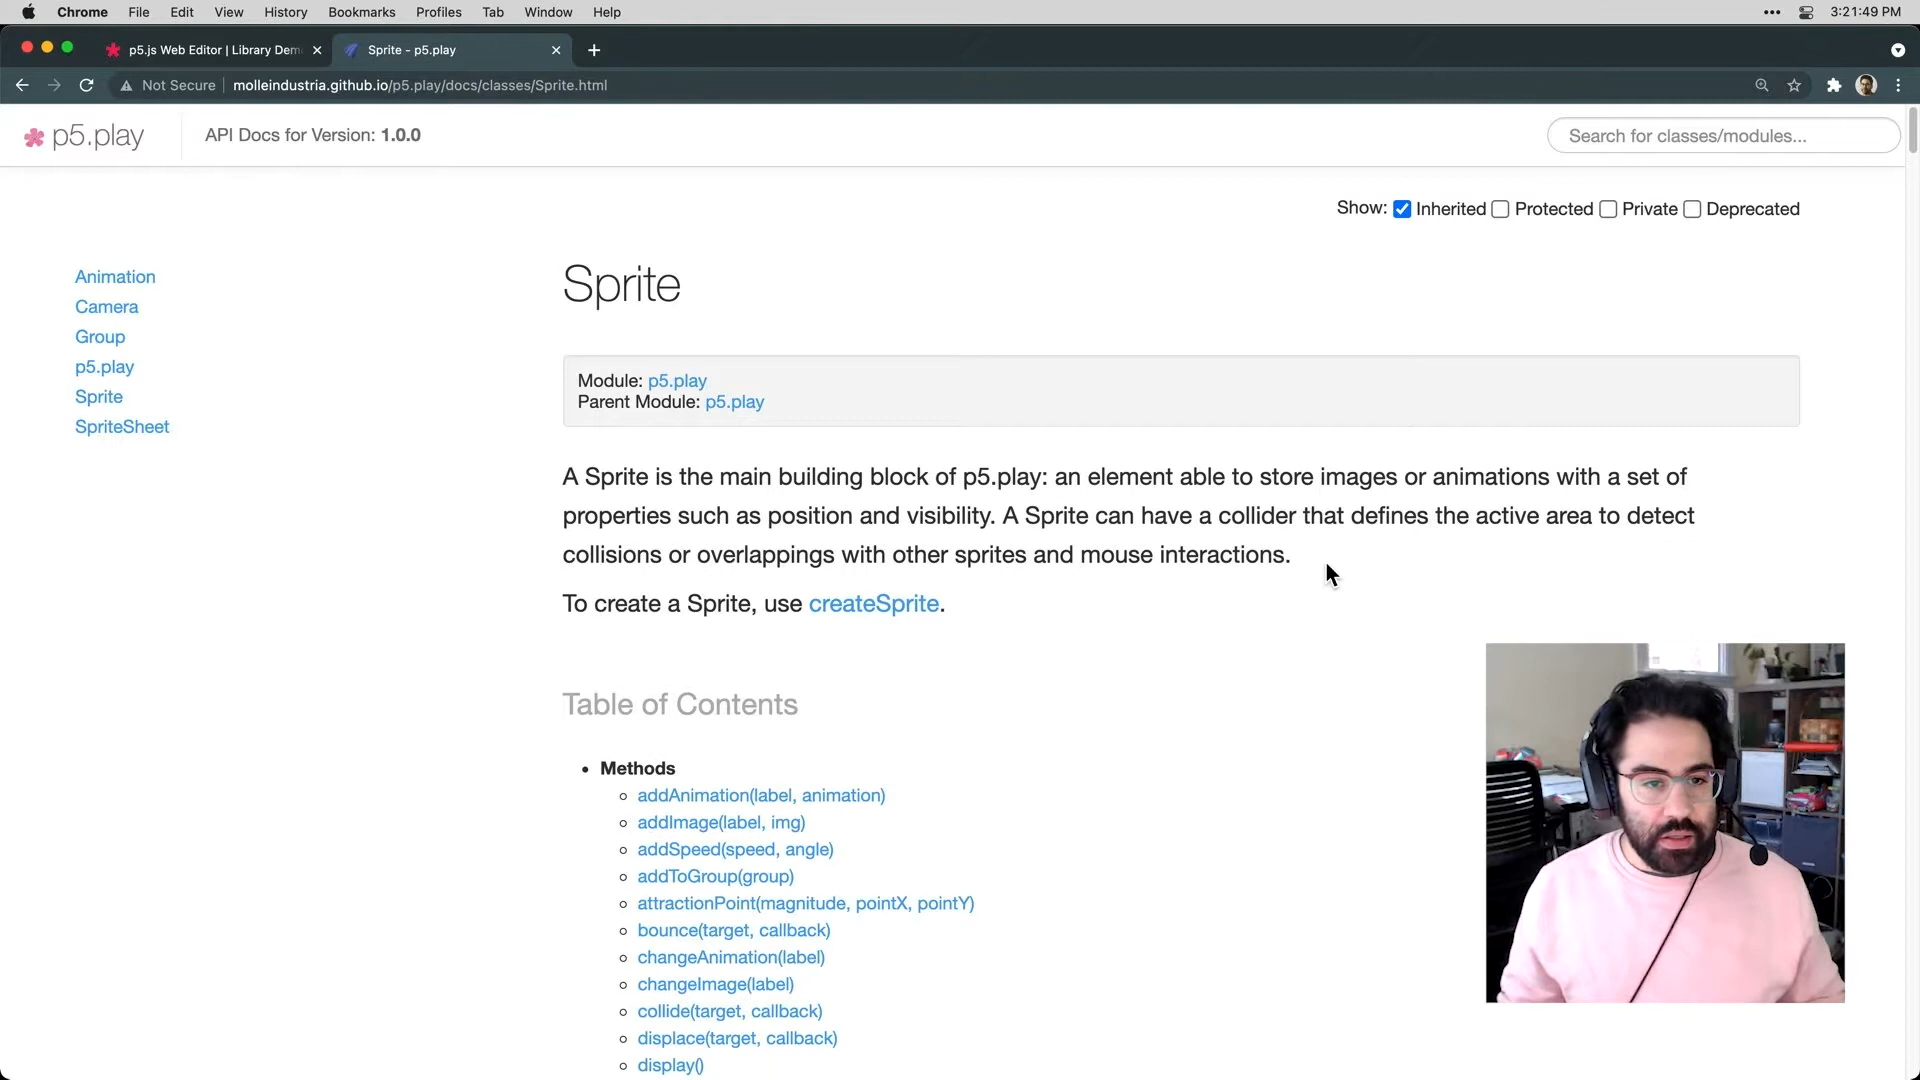 Chrome File Edit View History Bookmarks Profiles Tab Window Help 3:21:49 PM
p5.js Web Editor | Library Dem Sprite - p5.play
Not Secure molleindustria.github.io/p5.play/docs/classes/Sprite.html
p5.play API Docs for Version: 1.0.0 Search for classes/modules...
Show: Inherited Protected Private Deprecated
Animation
Camera
Group
p5.play
Sprite
SpriteSheet
Sprite
Module: p5.play
Parent Module: p5.play
A Sprite is the main building block of p5.play: an element able to store images or animations with a set of
properties such as position and visibility. A Sprite can have a collider that defines the active area to detect
collisions or overlappings with other sprites and mouse interactions.
To create a Sprite, use createSprite.
Table of Contents
Methods
addAnimation(label, animation)
addImage(label, img)
addSpeed(speed, angle)
addToGroup(group)
attractionPoint(magnitude, pointX, pointY)
bounce(target, callback)
changeAnimation(label)
changeImage(label)
collide(target, callback)
displace(target, callback)
display()